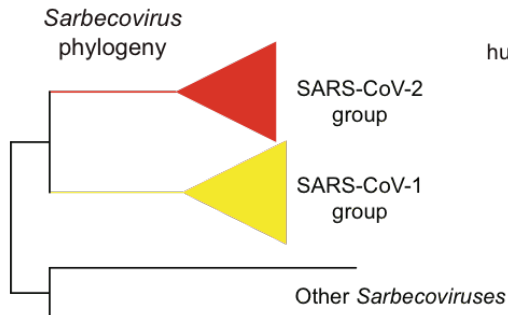 Sarbecovirus
phylogeny
SARS-CoV-2
group
SARS-CoV-1
group
Other Sarbecoviruses